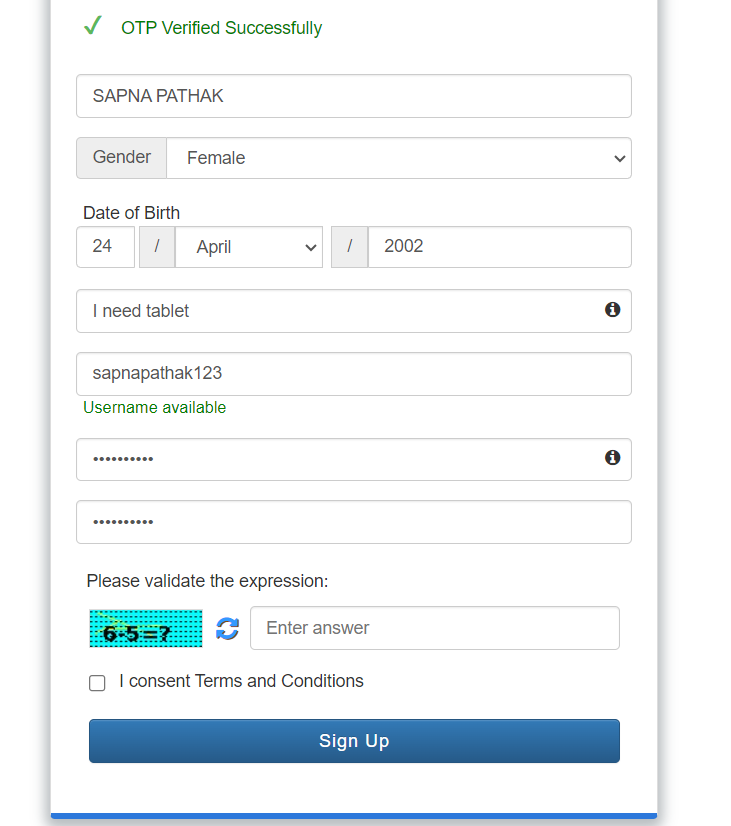 OTP Verified Successfully
SAPNA PATHAK
Gender Female
Date of Birth
24 / April / 2002
I need tablet
sapnapathak123
Username available
••••••••••
••••••••••
Please validate the expression:
6-5=? Enter answer
I consent Terms and Conditions
Sign Up